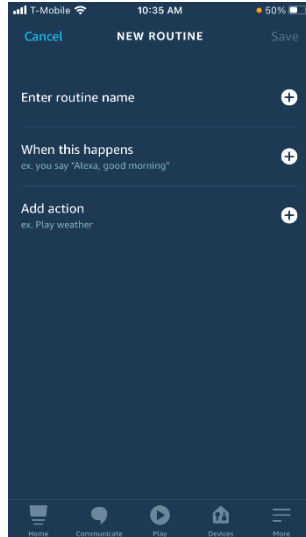 T-Mobile 10:35 AM 50%
Cancel NEW ROUTINE Save
Enter routine name
When this happens
ex. you say "Alexa, good morning"
Add action
ex. Play weather
Home Communicate Play Devices More